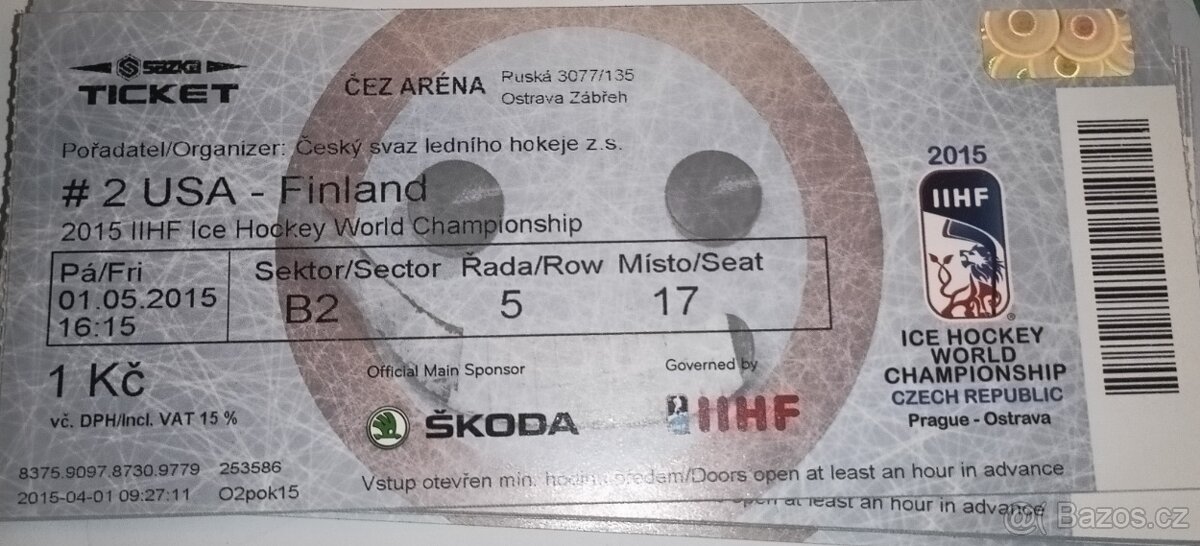 sazka
TICKET
ČEZ ARÉNA
Ruská 3077/135
Ostrava Zábřeh
Pořadatel/Organizer: Český svaz ledního hokeje z.s.
# 2 USA - Finland
2015 IIHF Ice Hockey World Championship
Pá/Fri
01.05.2015
16:15
Sektor/Sector
B2
Řada/Row
5
Místo/Seat
17
1 Kč
vč. DPH/Incl. VAT 15 %
Official Main Sponsor
ŠKODA
Governed by
IIHF
8375.9097.8730.9779 253586
2015-04-01 09:27:11 O2pok15
Vstup otevřen min. hodinu předem/Doors open at least an hour in advance
2015
IIHF
®
ICE HOCKEY
WORLD
CHAMPIONSHIP
CZECH REPUBLIC
Prague - Ostrava
open at least an hour in advance
@ Bazos.cz